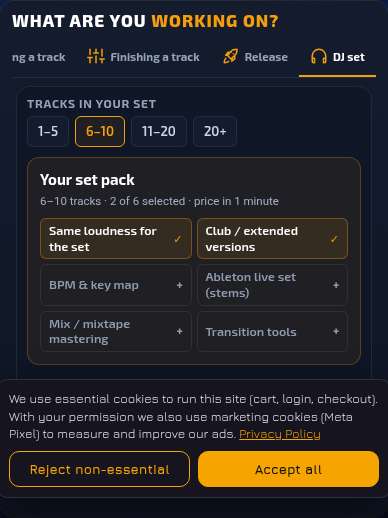 WHAT ARE YOU WORKING ON?
ng a track
Finishing a track
Release
DJ set
TRACKS IN YOUR SET
1–5
6–10
11–20
20+
Your set pack
6–10 tracks · 2 of 6 selected · price in 1 minute
Same loudness for
the set ✓
Club / extended
versions ✓
BPM & key map +
Ableton live set
(stems) +
Mix / mixtape
mastering +
Transition tools +
We use essential cookies to run this site (cart, login, checkout).
With your permission we also use marketing cookies (Meta
Pixel) to measure and improve our ads. Privacy Policy
Reject non-essential
Accept all